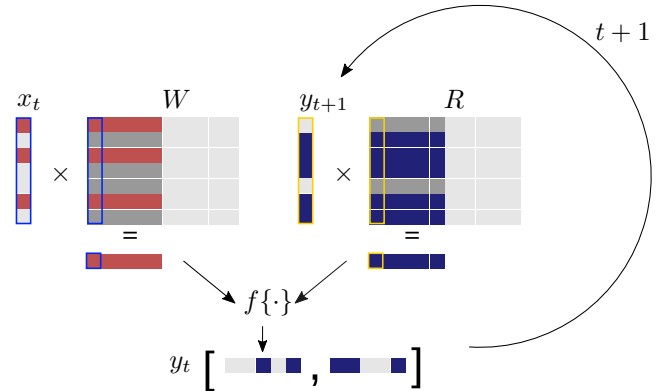 t + 1
x_t W y_{t+1} R
× ×
= =
f{·}
y_t [ , ]